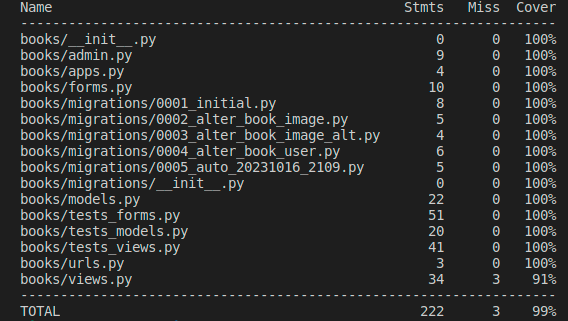 Name Stmts Miss Cover
-------------------------------------------------------------------
books/__init__.py 0 0 100%
books/admin.py 9 0 100%
books/apps.py 4 0 100%
books/forms.py 10 0 100%
books/migrations/0001_initial.py 8 0 100%
books/migrations/0002_alter_book_image.py 5 0 100%
books/migrations/0003_alter_book_image_alt.py 4 0 100%
books/migrations/0004_alter_book_user.py 6 0 100%
books/migrations/0005_auto_20231016_2109.py 5 0 100%
books/migrations/__init__.py 0 0 100%
books/models.py 22 0 100%
books/tests_forms.py 51 0 100%
books/tests_models.py 20 0 100%
books/tests_views.py 41 0 100%
books/urls.py 3 0 100%
books/views.py 34 3 91%
-------------------------------------------------------------------
TOTAL 222 3 99%